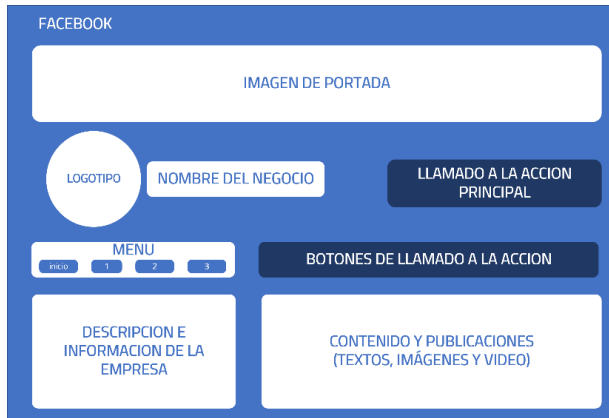 FACEBOOK
IMAGEN DE PORTADA
LOGOTIPO
NOMBRE DEL NEGOCIO
LLAMADO A LA ACCION
PRINCIPAL
MENU
inicio 1 2 3
BOTONES DE LLAMADO A LA ACCION
DESCRIPCION E
INFORMACION DE LA
EMPRESA
CONTENIDO Y PUBLICACIONES
(TEXTOS, IMÁGENES Y VIDEO)